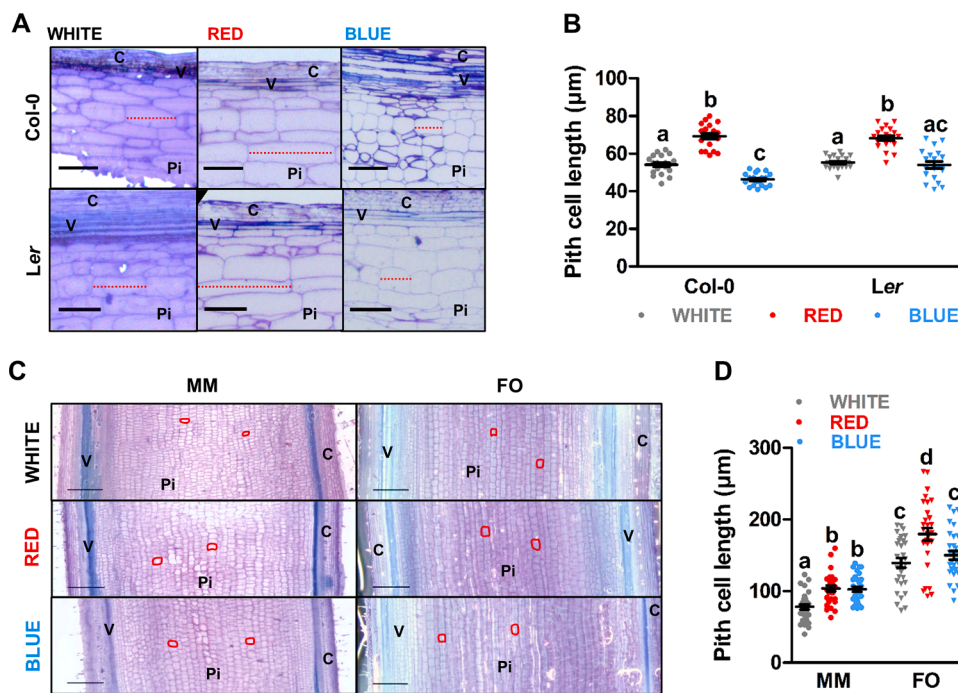 A
WHITE
RED
BLUE
Col-0
C
V
Pi
C
V
Pi
C
V
Pi
Ler
V
Pi
C
V
Pi
C
V
Pi
B
Pith cell length (µm)
100
80
60
40
20
0
a
b
c
a
b
ac
Col-0
Ler
WHITE
RED
BLUE
C
MM
FO
WHITE
V
Pi
C
V
Pi
C
RED
V
Pi
C
C
Pi
V
BLUE
V
Pi
C
V
Pi
C
D
WHITE
RED
BLUE
Pith cell length (µm)
300
200
100
0
a
b
b
c
d
c
MM
FO